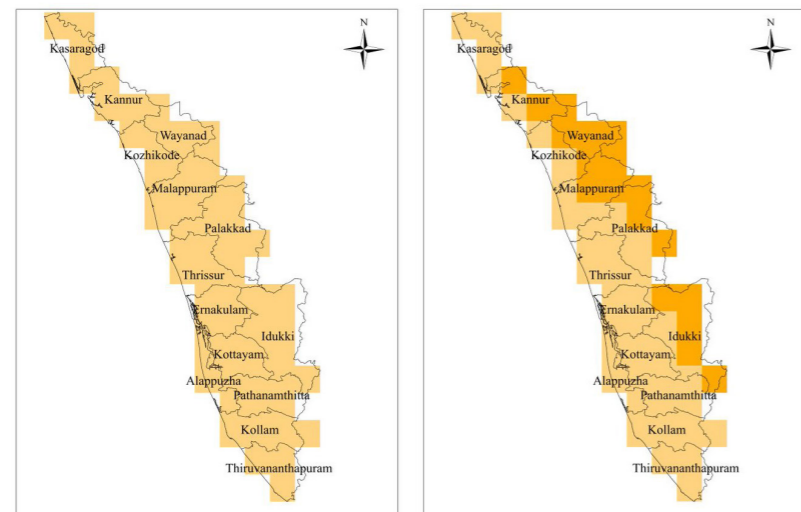 N
Kasaragod
Kannur
Wayanad
Kozhikode
Malappuram
Palakkad
Thrissur
Ernakulam
Idukki
Kottayam
Alappuzha
Pathanamthitta
Kollam
Thiruvananthapuram
N
Kasaragod
Kannur
Wayanad
Kozhikode
Malappuram
Palakkad
Thrissur
Ernakulam
Idukki
Kottayam
Alappuzha
Pathanamthitta
Kollam
Thiruvananthapuram